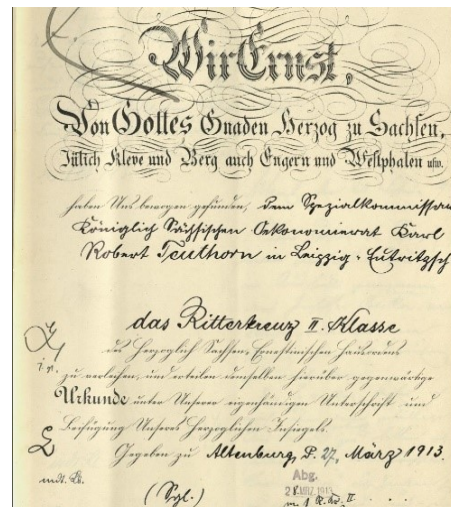 Wir Ernst,
Von Gottes Gnaden Herzog zu Sachsen,
Jülich Kleve und Berg auch Engern und Westphalen usw.
haben Uns bewogen gefunden, dem Spezialkommissar
Königlich Sächsischen Oekonomierat Karl
Robert Teuthorn in Leipzig-Eutritzsch
das Ritterkreuz II. Klasse
des Herzoglich Sachsen-Ernestinischen Hausordens
zu verleihen, und erteilen demselben hierüber gegenwärtige
Urkunde unter Unserer eigenhändigen Unterschrift und
Beifügung Unseres Herzoglichen Insiegels.
Gegeben zu Altenburg, d. 27. März 1913.
Abg.
(Sgl.)